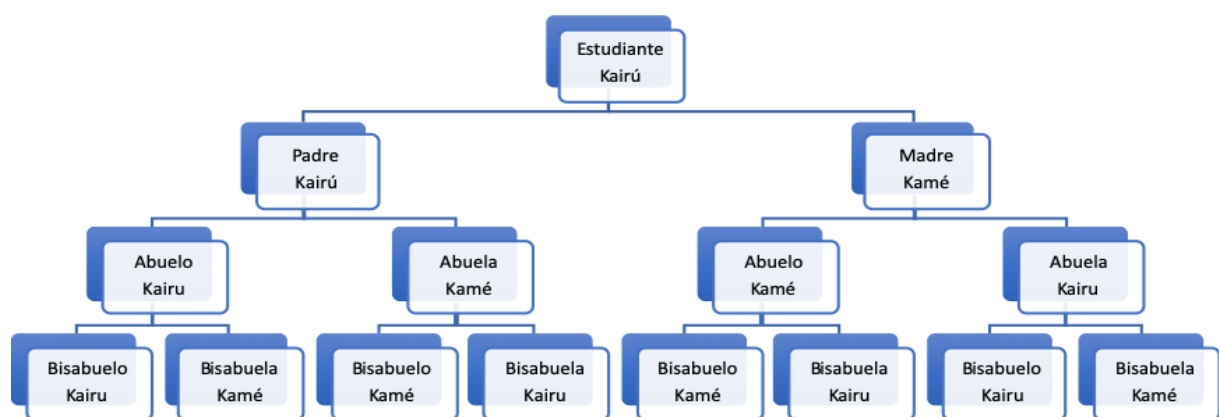 Estudiante
Kairú
Padre
Kairú
Madre
Kamé
Abuelo
Kairu
Abuela
Kamé
Abuelo
Kamé
Abuela
Kairu
Bisabuelo
Kairu
Bisabuela
Kamé
Bisabuelo
Kamé
Bisabuela
Kairu
Bisabuelo
Kamé
Bisabuela
Kairu
Bisabuelo
Kairu
Bisabuela
Kamé